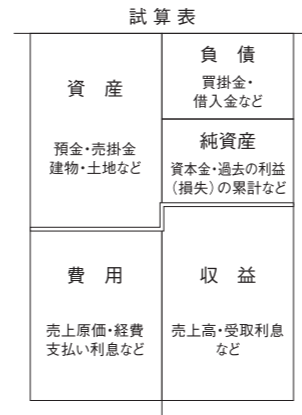 試算表
資産
預金・売掛金
建物・土地など
負債
買掛金・
借入金など
純資産
資本金・過去の利益
（損失）の累計など
費用
売上原価・経費
支払い利息など
収益
売上高・受取利息
など